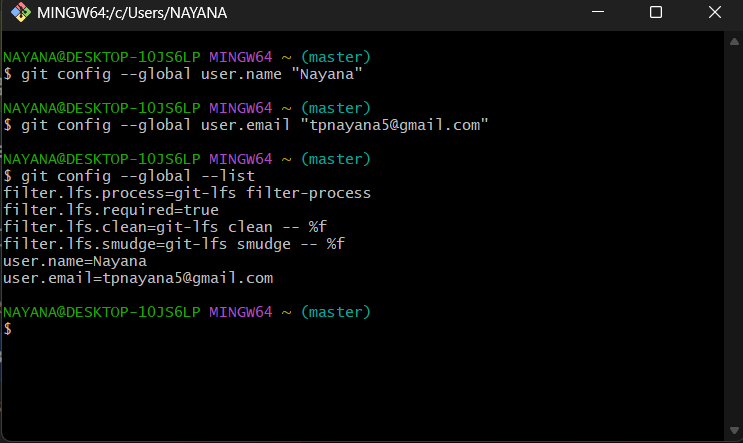 MINGW64:/c/Users/NAYANA
NAYANA@DESKTOP-1OJS6LP MINGW64 ~ (master)
$ git config --global user.name "Nayana"
NAYANA@DESKTOP-1OJS6LP MINGW64 ~ (master)
$ git config --global user.email "tpnayana5@gmail.com"
NAYANA@DESKTOP-1OJS6LP MINGW64 ~ (master)
$ git config --global --list
filter.lfs.process=git-lfs filter-process
filter.lfs.required=true
filter.lfs.clean=git-lfs clean -- %f
filter.lfs.smudge=git-lfs smudge -- %f
user.name=Nayana
user.email=tpnayana5@gmail.com
NAYANA@DESKTOP-1OJS6LP MINGW64 ~ (master)
$